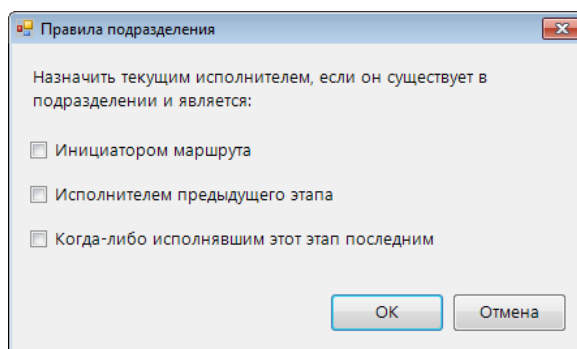 Правила подразделения
Назначить текущим исполнителем, если он существует в
подразделении и является:
Инициатором маршрута
Исполнителем предыдущего этапа
Когда-либо исполнявшим этот этап последним
ОК
Отмена